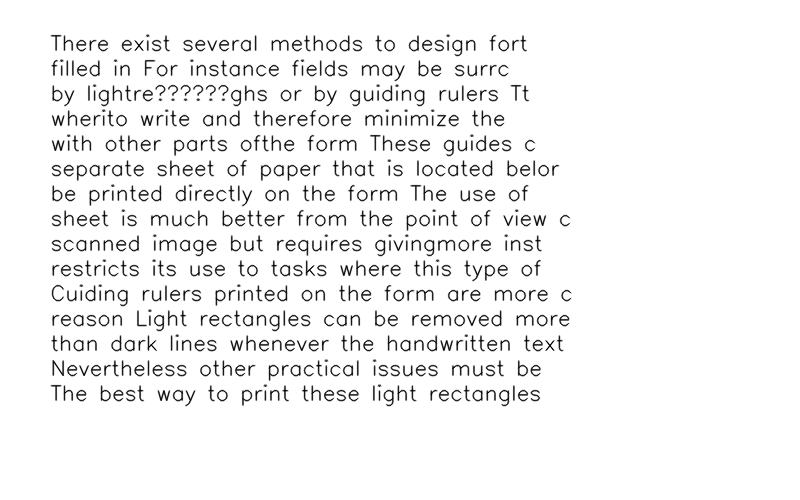 There exist several methods to design fort
filled in For instance fields may be surrc
by lightre??????ghs or by guiding rulers Tt
wherito write and therefore minimize the
with other parts ofthe form These guides c
separate sheet of paper that is located belor
be printed directly on the form The use of
sheet is much better from the point of view c
scanned image but requires givingmore inst
restricts its use to tasks where this type of
Cuiding rulers printed on the form are more c
reason Light rectangles can be removed more
than dark lines whenever the handwritten text
Nevertheless other practical issues must be
The best way to print these light rectangles